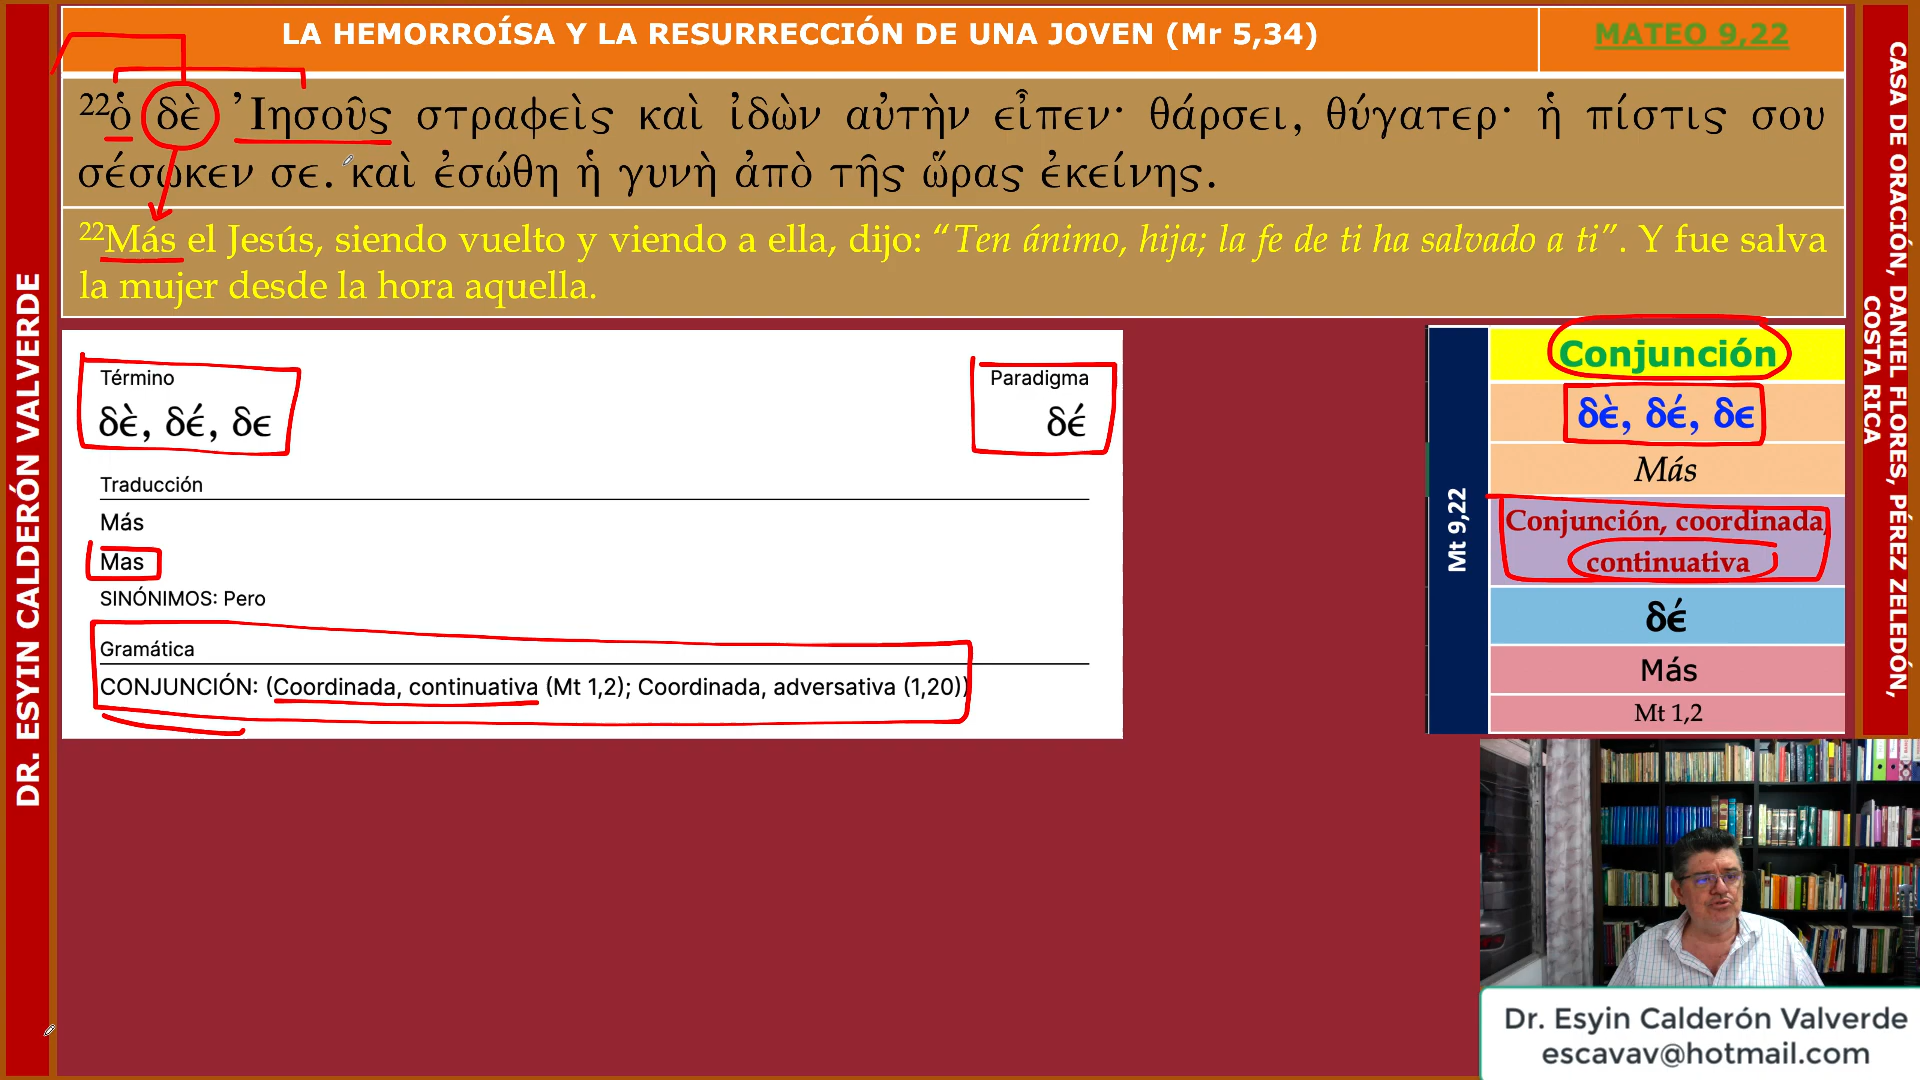 LA HEMORROÍSA Y LA RESURRECCIÓN DE UNA JOVEN (Mr 5,34)
MATEO 9,22
22ὁ δὲ Ἰησοῦς στραφεὶς καὶ ἰδὼν αὐτὴν εἶπεν· θάρσει, θύγατερ· ἡ πίστις σου
σέσωκεν σε. καὶ ἐσώθη ἡ γυνὴ ἀπὸ τῆς ὥρας ἐκείνης.
22Más el Jesús, siendo vuelto y viendo a ella, dijo: “Ten ánimo, hija; la fe de ti ha salvado a ti”. Y fue salva
la mujer desde la hora aquella.
Término
δὲ, δέ, δε
Paradigma
δέ
Traducción
Más
Mas
SINÓNIMOS: Pero
Gramática
CONJUNCIÓN: (Coordinada, continuativa (Mt 1,2); Coordinada, adversativa (1,20))
Mt 9,22
Conjunción
δὲ, δέ, δε
Más
Conjunción, coordinada,
continuativa
δέ
Más
Mt 1,2
DR. ESYIN CALDERÓN VALVERDE
CASA DE ORACIÓN, DANIEL FLORES, PÉREZ ZELEDÓN,
COSTA RICA
Dr. Esyin Calderón Valverde
escavav@hotmail.com